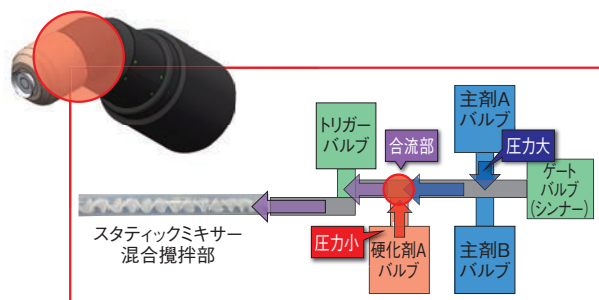 主剤A
バルブ
トリガー
バルブ
合流部
圧力大
ゲート
バルブ
(シンナー)
スタティックミキサー
混合攪拌部
圧力小
硬化剤A
バルブ
主剤B
バルブ